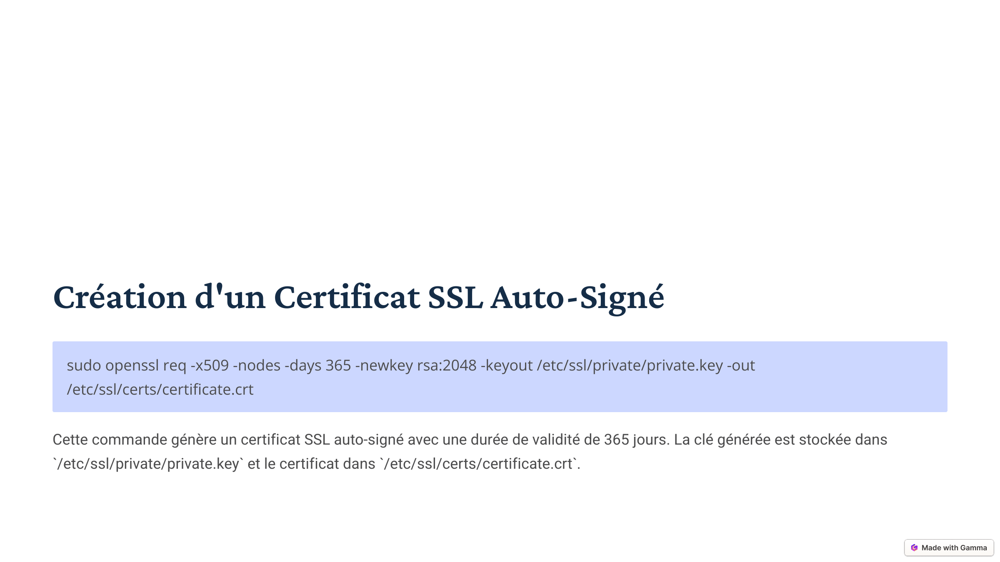 Création d'un Certificat SSL Auto-Signé
sudo openssl req -x509 -nodes -days 365 -newkey rsa:2048 -keyout /etc/ssl/private/private.key -out
/etc/ssl/certs/certificate.crt
Cette commande génère un certificat SSL auto-signé avec une durée de validité de 365 jours. La clé générée est stockée dans
`/etc/ssl/private/private.key` et le certificat dans `/etc/ssl/certs/certificate.crt`.
Made with Gamma